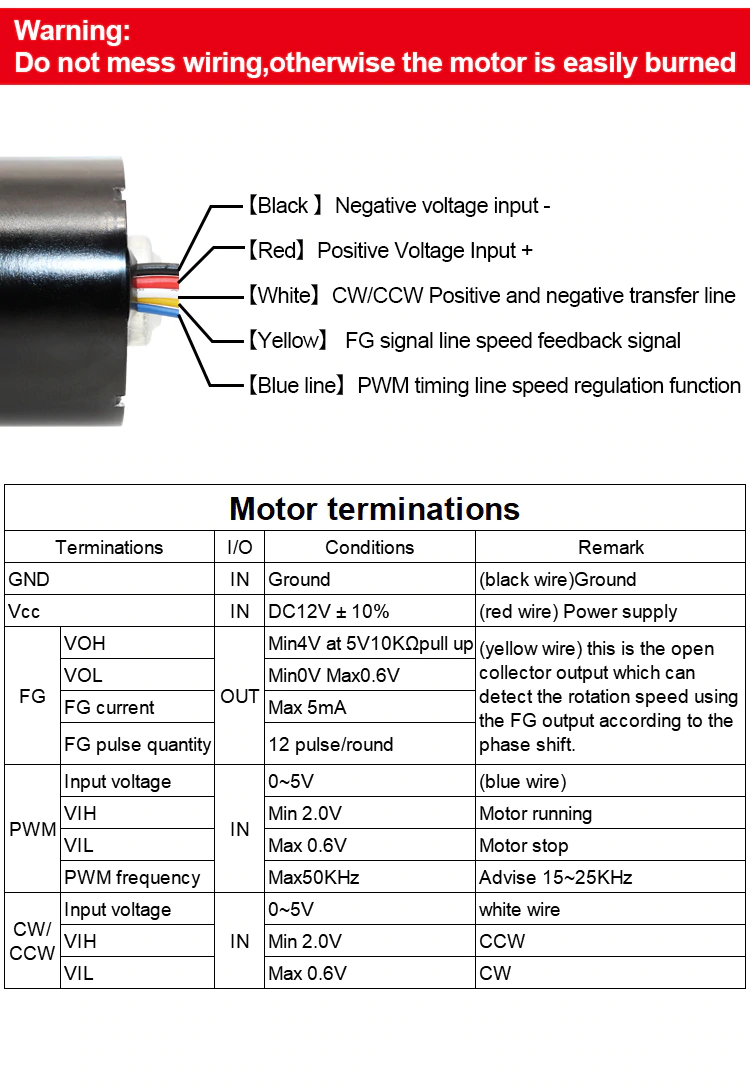 Warning:
Do not mess wiring,otherwise the motor is easily burned
【Black 】 Negative voltage input -
【Red】 Positive Voltage Input +
【White】 CW/CCW Positive and negative transfer line
【Yellow】 FG signal line speed feedback signal
【Blue line】 PWM timing line speed regulation function
Motor terminations
Terminations I/O Conditions Remark
GND IN Ground (black wire)Ground
Vcc IN DC12V ± 10% (red wire) Power supply
FG OUT
VOH Min4V at 5V10KΩpull up
VOL Min0V Max0.6V
FG current Max 5mA
FG pulse quantity 12 pulse/round
(yellow wire) this is the open
collector output which can
detect the rotation speed using
the FG output according to the
phase shift.
PWM IN
Input voltage 0~5V (blue wire)
VIH Min 2.0V Motor running
VIL Max 0.6V Motor stop
PWM frequency Max50KHz Advise 15~25KHz
CW/
CCW IN
Input voltage 0~5V white wire
VIH Min 2.0V CCW
VIL Max 0.6V CW